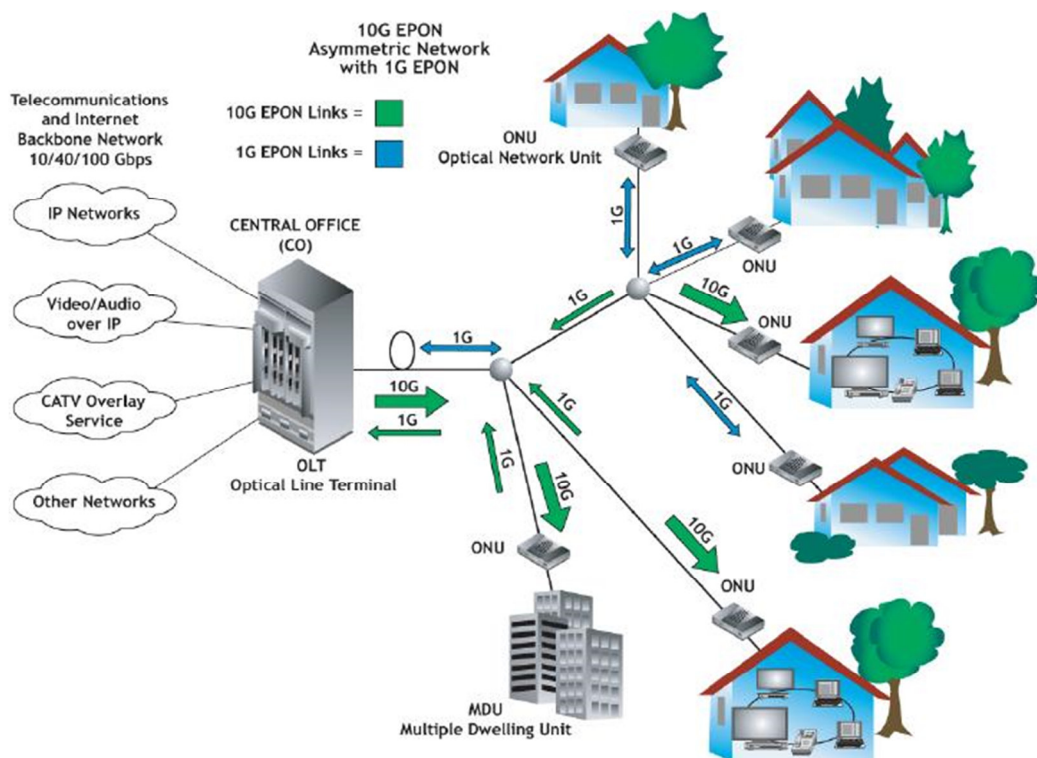 10G EPON
Asymmetric Network
with 1G EPON
10G EPON Links =
1G EPON Links =
Telecommunications
and Internet
Backbone Network
10/40/100 Gbps
IP Networks
Video/Audio
over IP
CATV Overlay
Service
Other Networks
CENTRAL OFFICE
(CO)
OLT
Optical Line Terminal
1G
10G
1G
ONU
Optical Network Unit
1G
1G
ONU
1G
10G
ONU
1G
ONU
1G
1G
10G
ONU
10G
ONU
MDU
Multiple Dwelling Unit